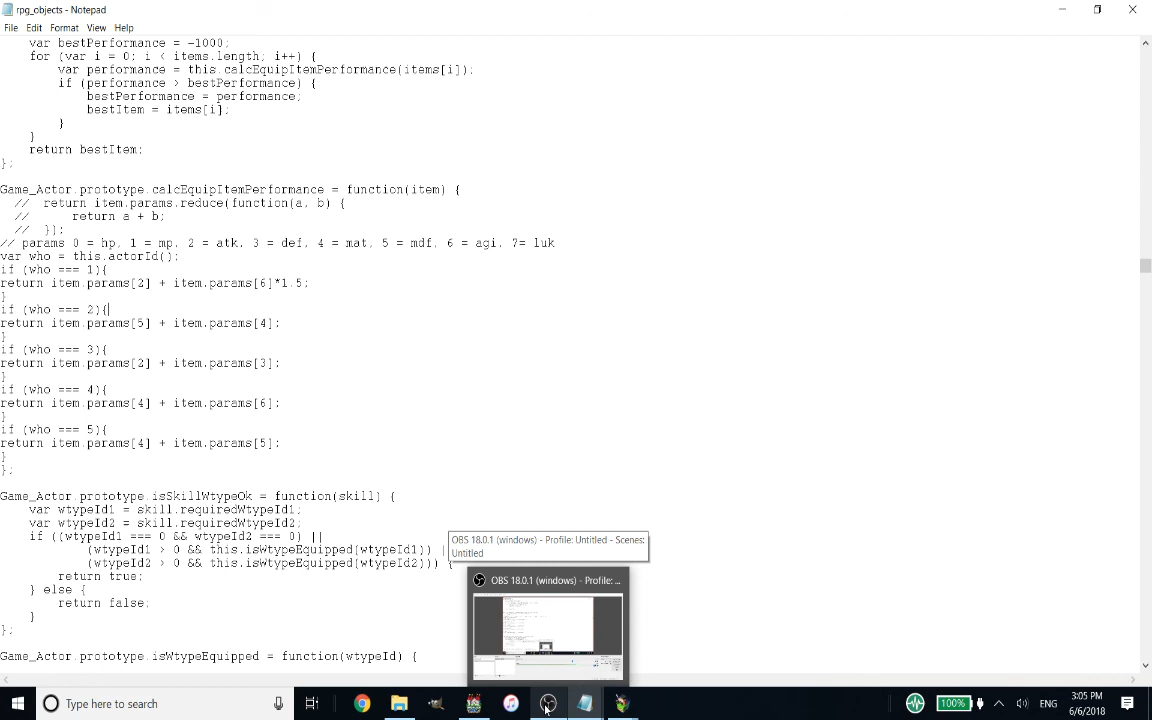 rpg_objects - Notepad
File Edit Format View Help
    var bestPerformance = -1000;
    for (var i = 0; i < items.length; i++) {
        var performance = this.calcEquipItemPerformance(items[i]);
        if (performance > bestPerformance) {
            bestPerformance = performance;
            bestItem = items[i];
        }
    }
    return bestItem;
};
Game_Actor.prototype.calcEquipItemPerformance = function(item) {
  //  return item.params.reduce(function(a, b) {
  //      return a + b;
  //  });
// params 0 = hp, 1 = mp, 2 = atk, 3 = def, 4 = mat, 5 = mdf, 6 = agi, 7= luk
var who = this.actorId();
if (who === 1){
return item.params[2] + item.params[6]*1.5;
}
if (who === 2){
return item.params[5] + item.params[4];
}
if (who === 3){
return item.params[2] + item.params[3];
}
if (who === 4){
return item.params[4] + item.params[6];
}
if (who === 5){
return item.params[4] + item.params[5];
}
};
Game_Actor.prototype.isSkillWtypeOk = function(skill) {
    var wtypeId1 = skill.requiredWtypeId1;
    var wtypeId2 = skill.requiredWtypeId2;
    if ((wtypeId1 === 0 && wtypeId2 === 0) ||
            (wtypeId1 > 0 && this.isWtypeEquipped(wtypeId1)) |
            (wtypeId2 > 0 && this.isWtypeEquipped(wtypeId2))) {
        return true;
    } else {
        return false;
    }
};
Game_Actor.prototype.isWtypeEquipped = function(wtypeId) {
OBS 18.0.1 (windows) - Profile: Untitled - Scenes:
Untitled
OBS 18.0.1 (windows) - Profile: ...
Type here to search
100%
ENG
3:05 PM
6/6/2018